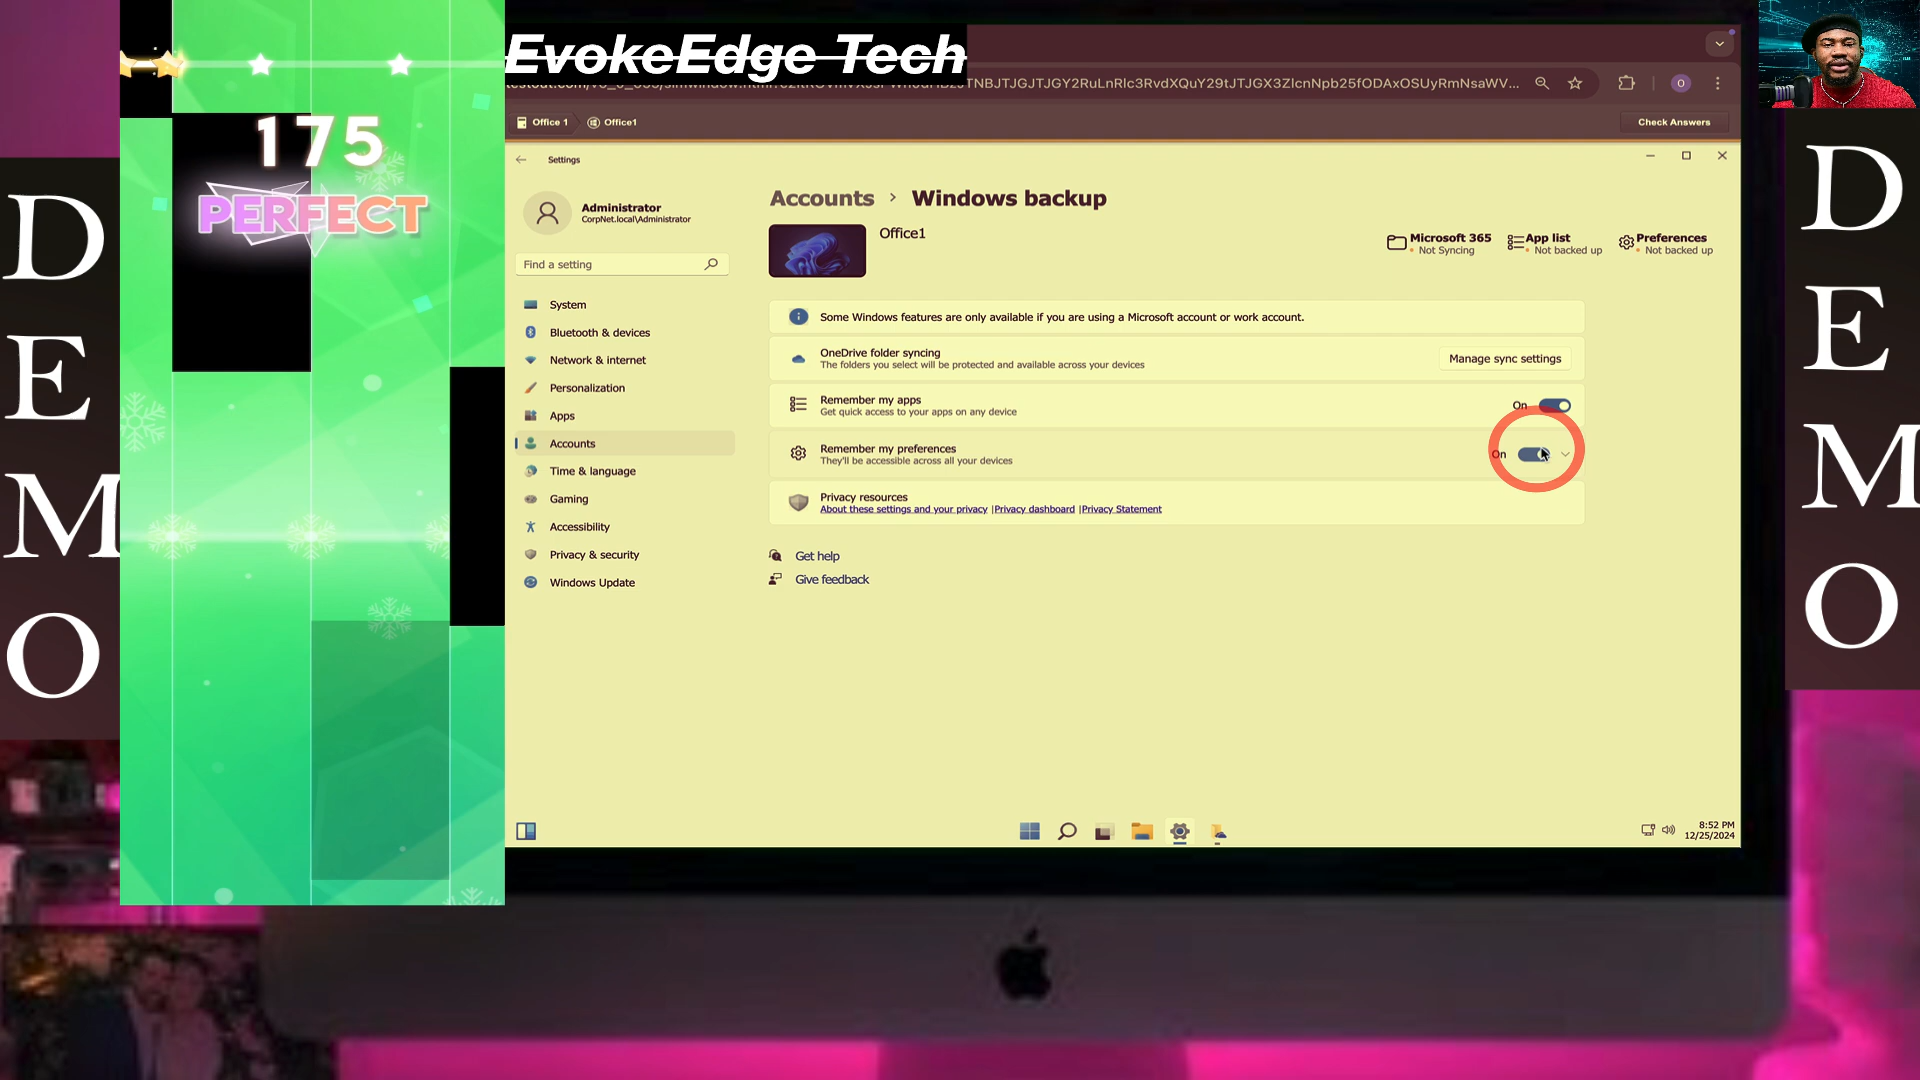 EvokeEdge Tech
TNBJTJGJTJGY2RuLnRlc3RvdXQuY29tJTJGX3ZlcnNpb25fODAxOSUyRmNsaWV...
O
Office 1
Office1
Check Answers
175
PERFECT
DEMO
DEMO
Settings
Administrator
CorpNet.local\Administrator
Find a setting
System
Bluetooth & devices
Network & internet
Personalization
Apps
Accounts
Time & language
Gaming
Accessibility
Privacy & security
Windows Update
Accounts > Windows backup
Office1
Microsoft 365
Not Syncing
App list
Not backed up
Preferences
Not backed up
Some Windows features are only available if you are using a Microsoft account or work account.
OneDrive folder syncing
The folders you select will be protected and available across your devices
Manage sync settings
Remember my apps
Get quick access to your apps on any device
On
Remember my preferences
They'll be accessible across all your devices
On
Privacy resources
About these settings and your privacy |Privacy dashboard |Privacy Statement
Get help
Give feedback
8:52 PM
12/25/2024